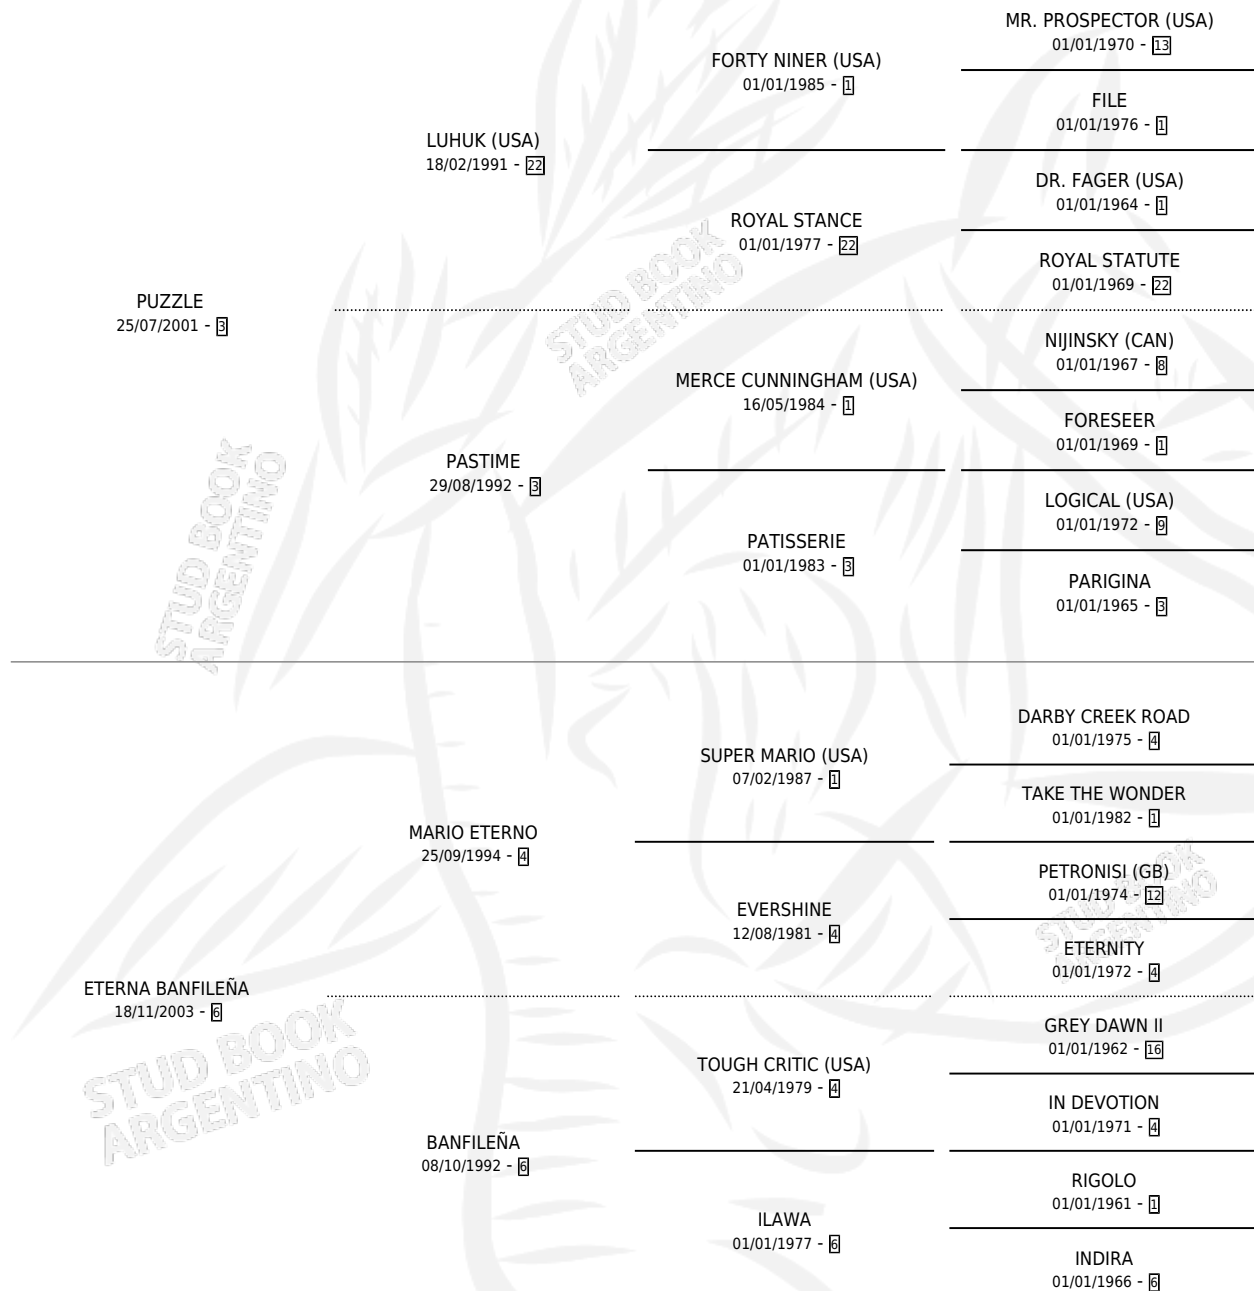 MR. PROSPECTOR (USA)
01/01/1970 - 13
FORTY NINER (USA)
01/01/1985 - 1
FILE
01/01/1976 - 1
LUHUK (USA)
18/02/1991 - 22
DR. FAGER (USA)
01/01/1964 - 1
ROYAL STANCE
01/01/1977 - 22
ROYAL STATUTE
01/01/1969 - 22
PUZZLE
25/07/2001 - 3
NIJINSKY (CAN)
01/01/1967 - 8
MERCE CUNNINGHAM (USA)
16/05/1984 - 1
FORESEER
01/01/1969 - 1
PASTIME
29/08/1992 - 3
LOGICAL (USA)
01/01/1972 - 9
PATISSERIE
01/01/1983 - 3
PARIGINA
01/01/1965 - 3
DARBY CREEK ROAD
01/01/1975 - 4
SUPER MARIO (USA)
07/02/1987 - 1
TAKE THE WONDER
01/01/1982 - 1
MARIO ETERNO
25/09/1994 - 4
PETRONISI (GB)
01/01/1974 - 12
EVERSHINE
12/08/1981 - 4
ETERNITY
01/01/1972 - 4
ETERNA BANFILEÑA
18/11/2003 - 6
GREY DAWN II
01/01/1962 - 16
TOUGH CRITIC (USA)
21/04/1979 - 4
IN DEVOTION
01/01/1971 - 4
BANFILEÑA
08/10/1992 - 6
RIGOLO
01/01/1961 - 1
ILAWA
01/01/1977 - 6
INDIRA
01/01/1966 - 6
STUD BOOK
ARGENTINO
STUD BOOK
ARGENTINO
STUD BOOK
ARGENTINO
STUD BOOK
ARGENTINO